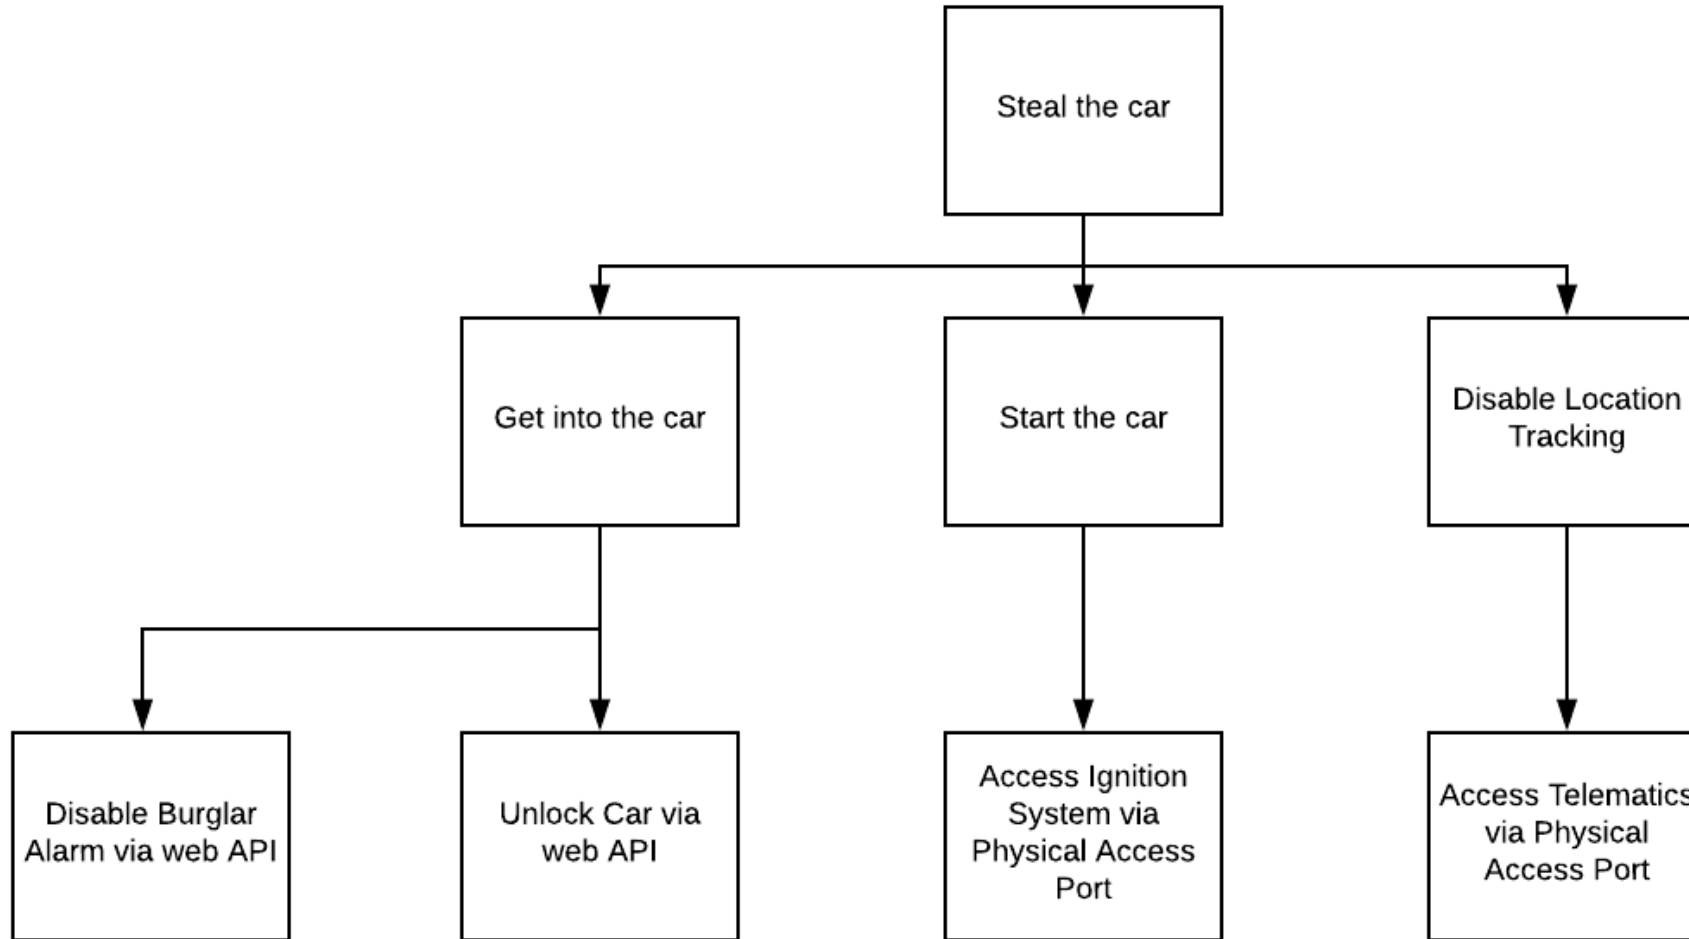 Steal the car
Get into the car
Start the car
Disable Location
Tracking
Disable Burglar
Alarm via web API
Unlock Car via
web API
Access Ignition
System via
Physical Access
Port
Access Telematics
via Physical
Access Port